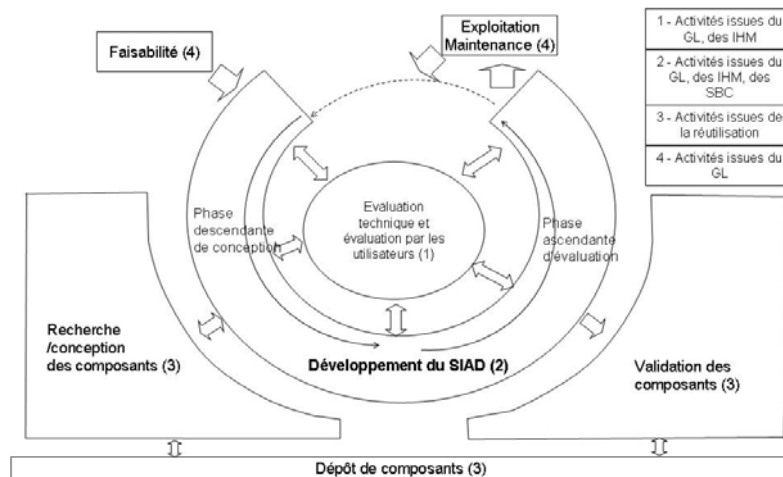 Faisabilité (4)
Exploitation
Maintenance (4)
1 - Activités issues du
GL, des IHM
2 - Activités issues du
GL, des IHM, des
SBC
3 - Activités issues de
la réutilisation
4 - Activités issues du
GL
Phase
descendante
de conception
Evaluation
technique et
évaluation par les
utilisateurs (1)
Phase
ascendante
d'évaluation
Recherche
/conception
des composants (3)
Développement du SIAD (2)
Validation des
composants (3)
Dépôt de composants (3)